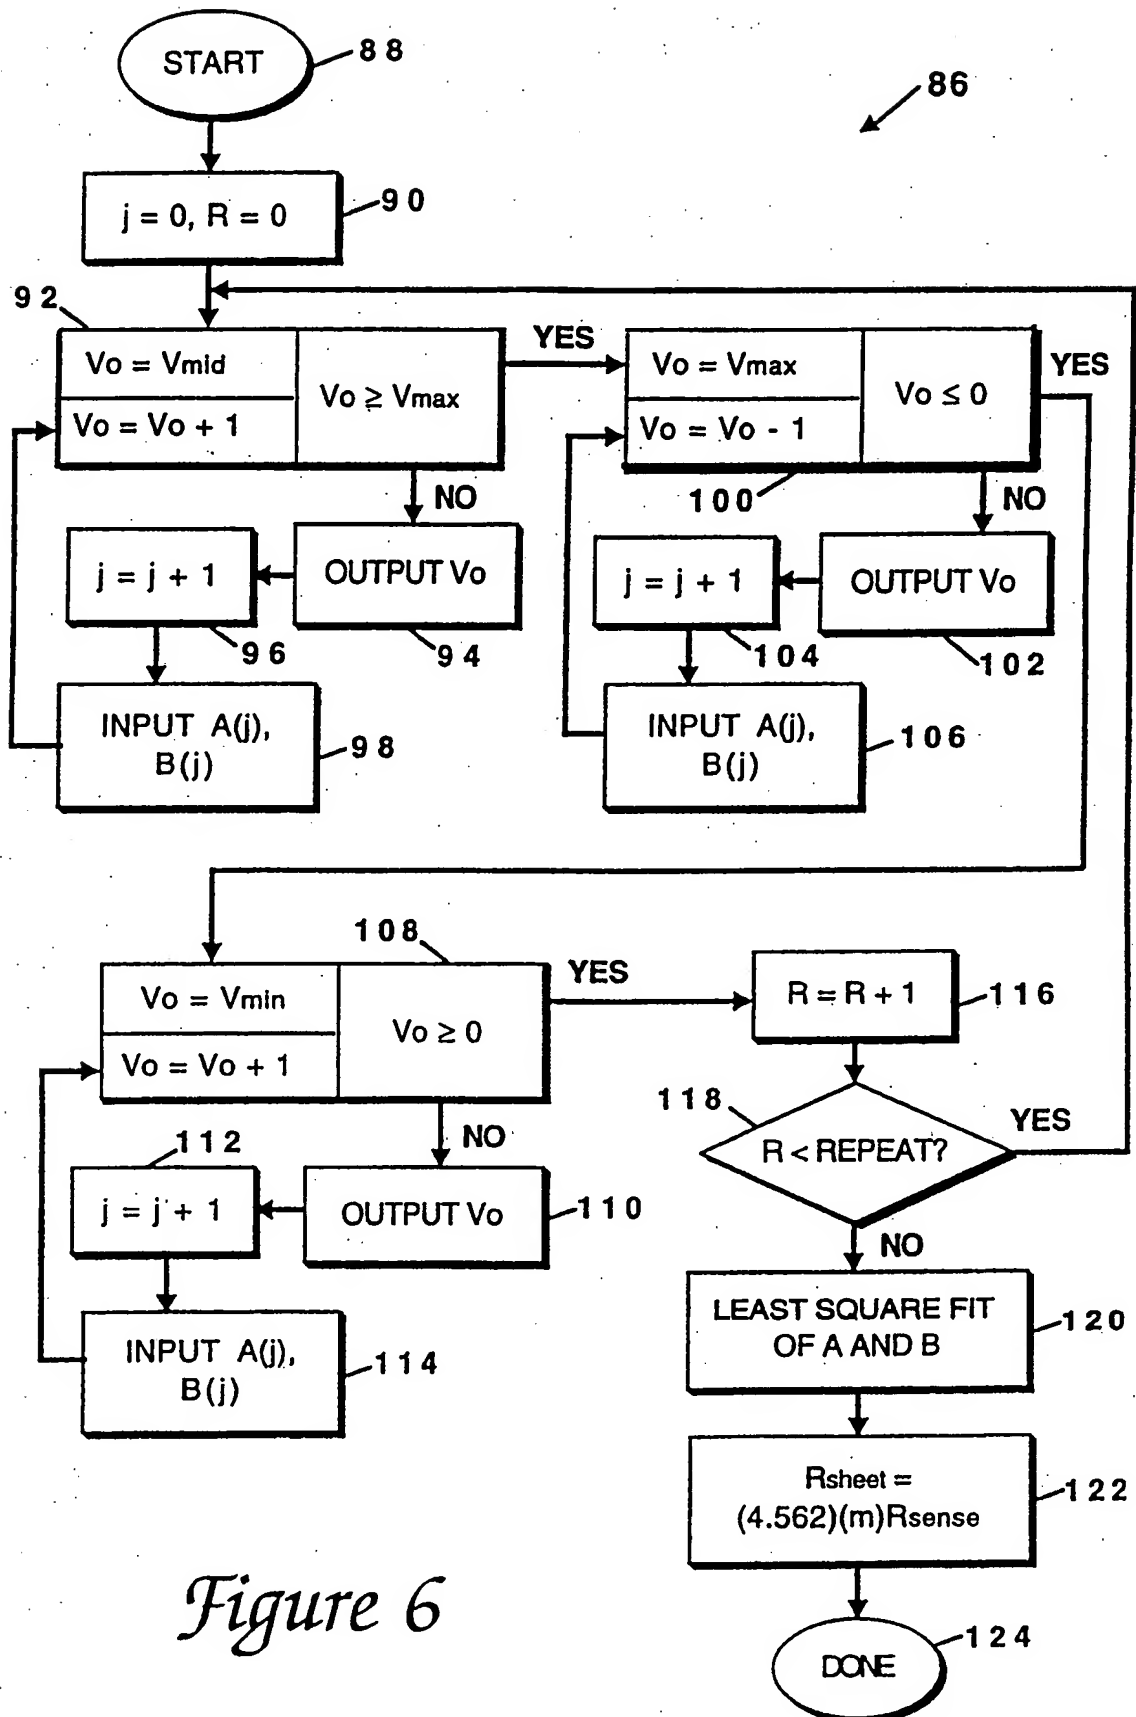 START
88
86
j = 0, R = 0
90
92
Vo = Vmid
Vo = Vo + 1
Vo ≥ Vmax
YES
Vo = Vmax
Vo = Vo - 1
Vo ≤ 0
YES
100
NO
NO
j = j + 1
OUTPUT Vo
j = j + 1
OUTPUT Vo
96
94
104
102
INPUT A(j),
B(j)
98
INPUT A(j),
B(j)
106
108
Vo = Vmin
Vo = Vo + 1
Vo ≥ 0
YES
R = R + 1
116
118
R < REPEAT?
YES
NO
112
j = j + 1
OUTPUT Vo
110
NO
INPUT A(j),
B(j)
114
LEAST SQUARE FIT
OF A AND B
120
Rsheet =
(4.562)(m)Rsense
122
Figure 6
DONE
124